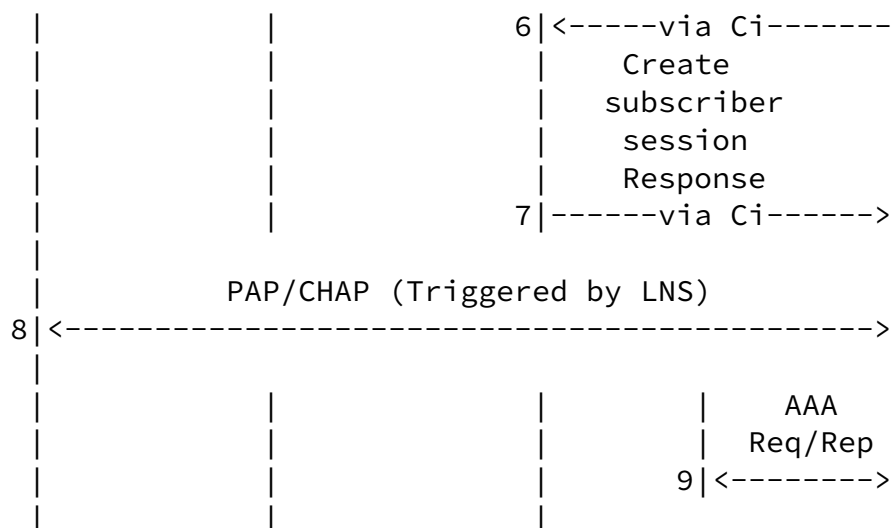 |            |              6|<-----via Ci-------
|            |               |    Create
|            |               |   subscriber
|            |               |    session
|            |               |    Response
|            |              7|------via Ci------>
|
|          PAP/CHAP (Triggered by LNS)
8|<--------------------------------------------->
|
|            |              |        |    AAA
|            |              |        |  Req/Rep
|            |              |       9|<-------->
|            |              |